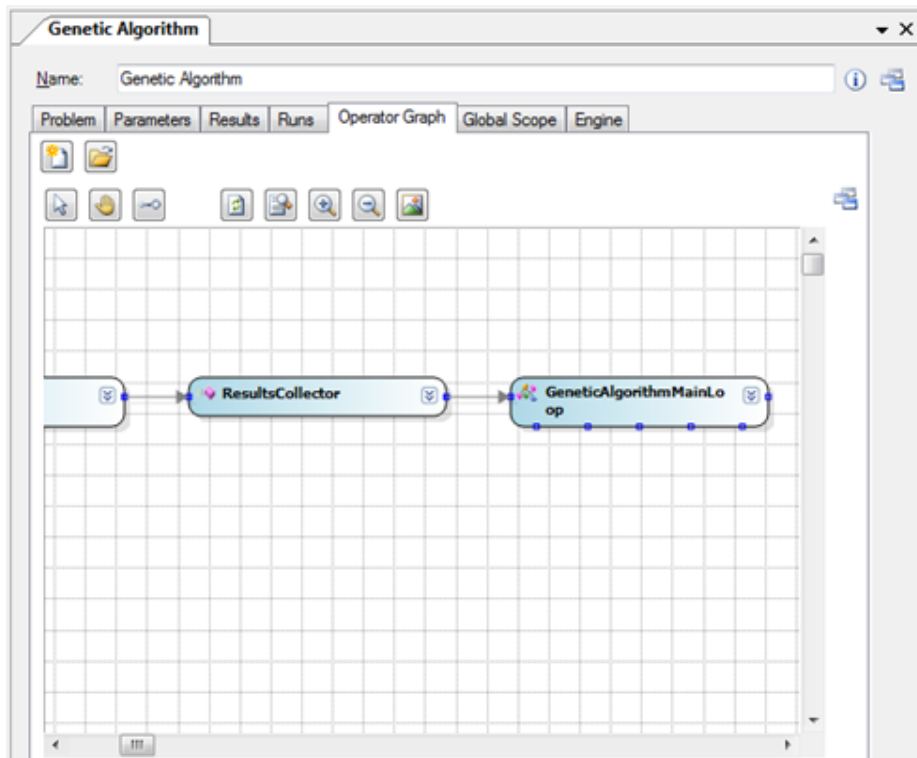 Genetic Algorithm
Name: Genetic Algorithm
Problem Parameters Results Runs Operator Graph Global Scope Engine
ResultsCollector
GeneticAlgorithmMainLo
op